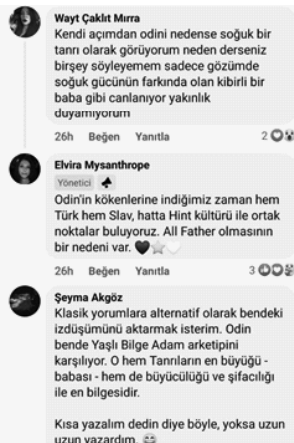 Wayt Çaklıt Mırra
Kendi açımdan odini nedense soğuk bir
tanrı olarak görüyorum neden derseniz
birşey söyleyemem sadece gözümde
soğuk gücünün farkında olan kibirli bir
baba gibi canlanıyor yakınlık
duyamıyorum
26h Beğen Yanıtla 2
Elvira Mysanthrope
Yönetici
Odin'in kökenlerine indiğimiz zaman hem
Türk hem Slav, hatta Hint kültürü ile ortak
noktalar buluyoruz. All Father olmasının
bir nedeni var. 🖤⭐🤍
26h Beğen Yanıtla 3
Şeyma Akgöz
Klasik yorumlara alternatif olarak bendeki
izdüşümünü aktarmak isterim. Odin
bende Yaşlı Bilge Adam arketipini
karşılıyor. O hem Tanrıların en büyüğü -
babası - hem de büyücülüğü ve şifacılığı
ile en bilgesidir.
Kısa yazalım dedin diye böyle, yoksa uzun
uzun yazardım. 😄